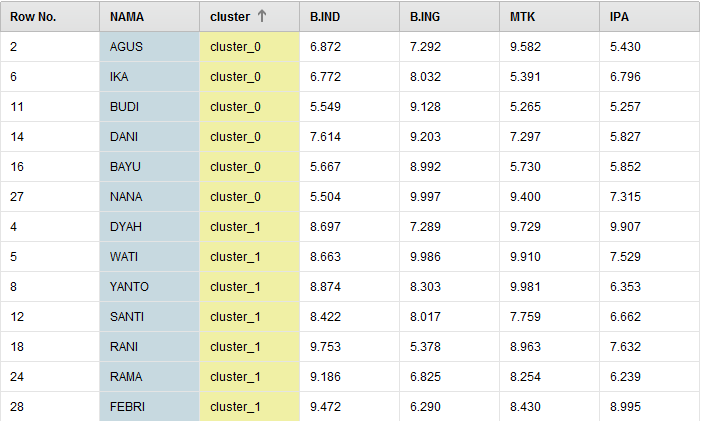 Row No. NAMA cluster B.IND B.ING MTK IPA
2 AGUS cluster_0 6.872 7.292 9.582 5.430
6 IKA cluster_0 6.772 8.032 5.391 6.796
11 BUDI cluster_0 5.549 9.128 5.265 5.257
14 DANI cluster_0 7.614 9.203 7.297 5.827
16 BAYU cluster_0 5.667 8.992 5.730 5.852
27 NANA cluster_0 5.504 9.997 9.400 7.315
4 DYAH cluster_1 8.697 7.289 9.729 9.907
5 WATI cluster_1 8.663 9.986 9.910 7.529
8 YANTO cluster_1 8.874 8.303 9.981 6.353
12 SANTI cluster_1 8.422 8.017 7.759 6.662
18 RANI cluster_1 9.753 5.378 8.963 7.632
24 RAMA cluster_1 9.186 6.825 8.254 6.239
28 FEBRI cluster_1 9.472 6.290 8.430 8.995